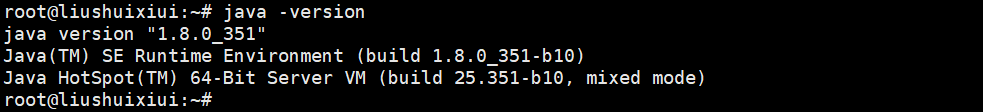 root@liushuixiui:~# java -version
java version "1.8.0_351"
Java(TM) SE Runtime Environment (build 1.8.0_351-b10)
Java HotSpot(TM) 64-Bit Server VM (build 25.351-b10, mixed mode)
root@liushuixiui:~#